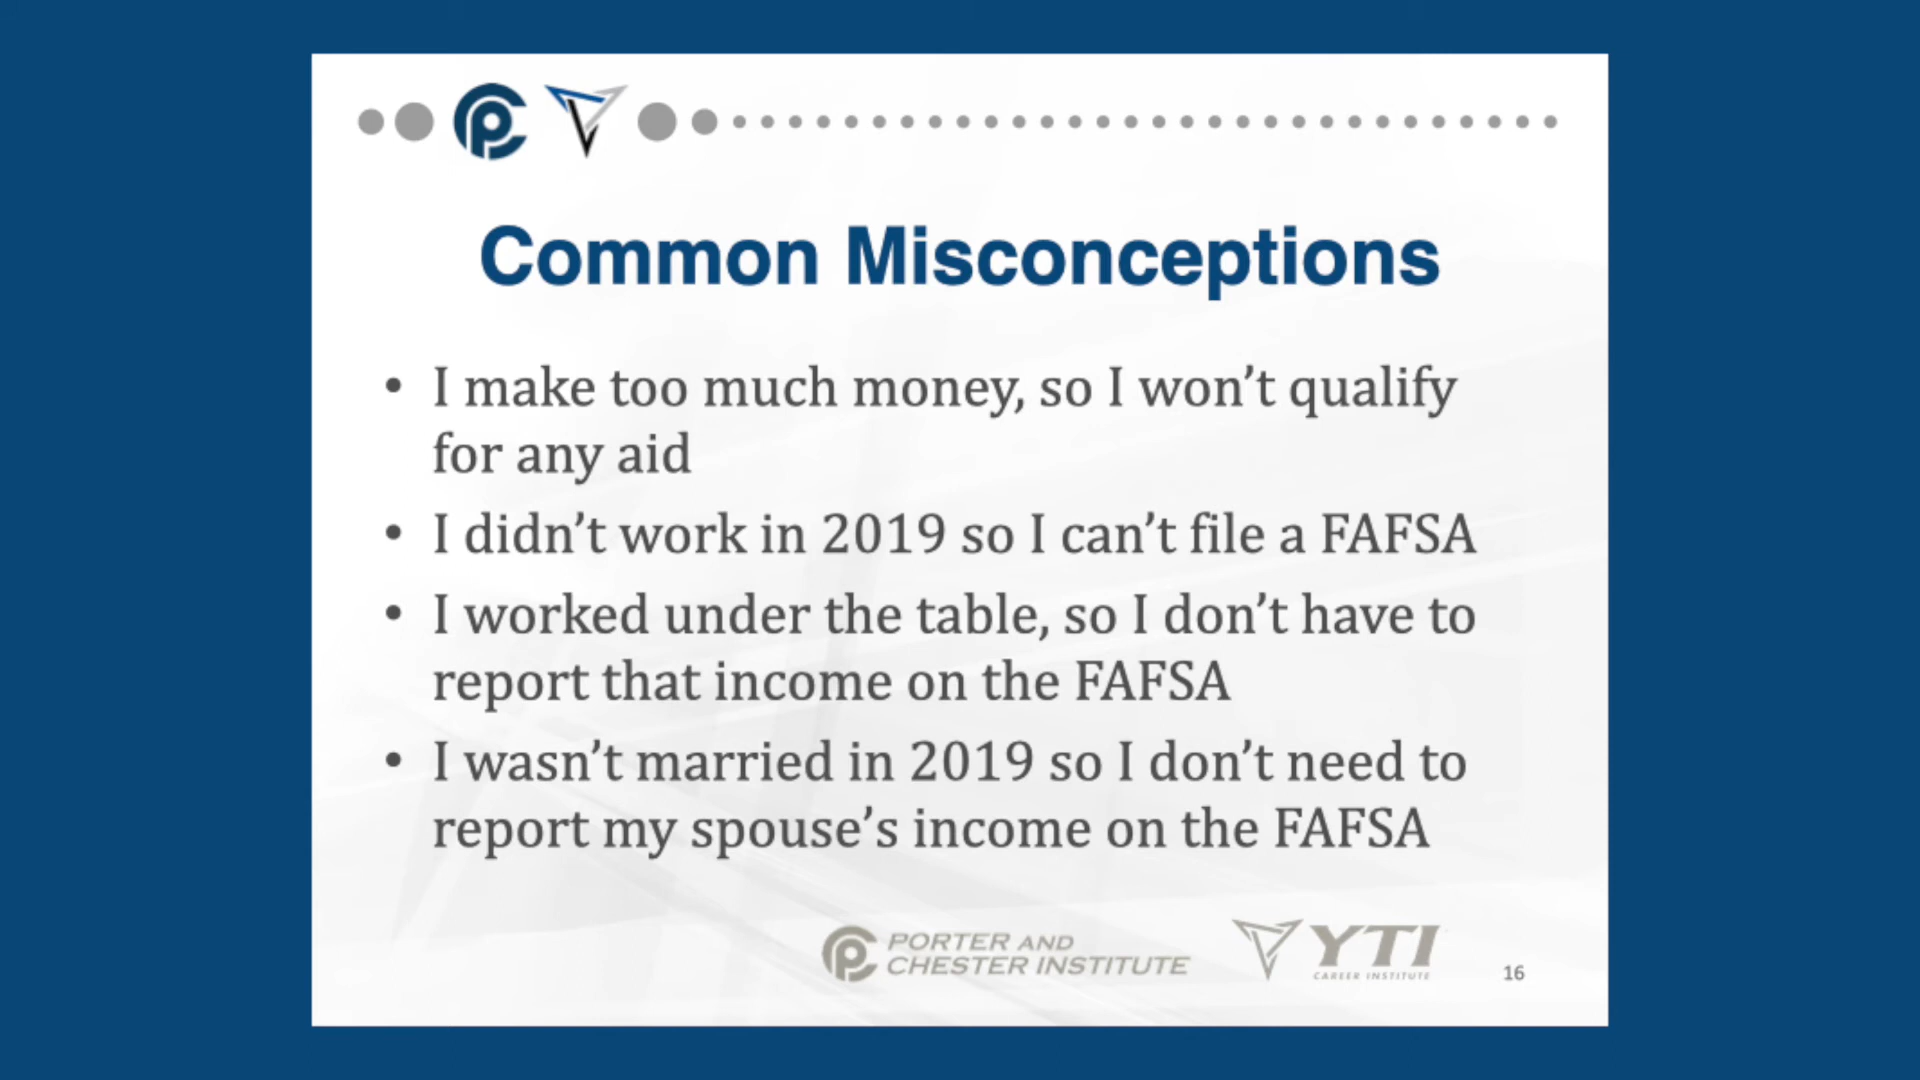 Common Misconceptions
• I make too much money, so I won’t qualify
for any aid
• I didn’t work in 2019 so I can’t file a FAFSA
• I worked under the table, so I don’t have to
report that income on the FAFSA
• I wasn’t married in 2019 so I don’t need to
report my spouse’s income on the FAFSA
PORTER AND
CHESTER INSTITUTE
YTI
CAREER INSTITUTE
16